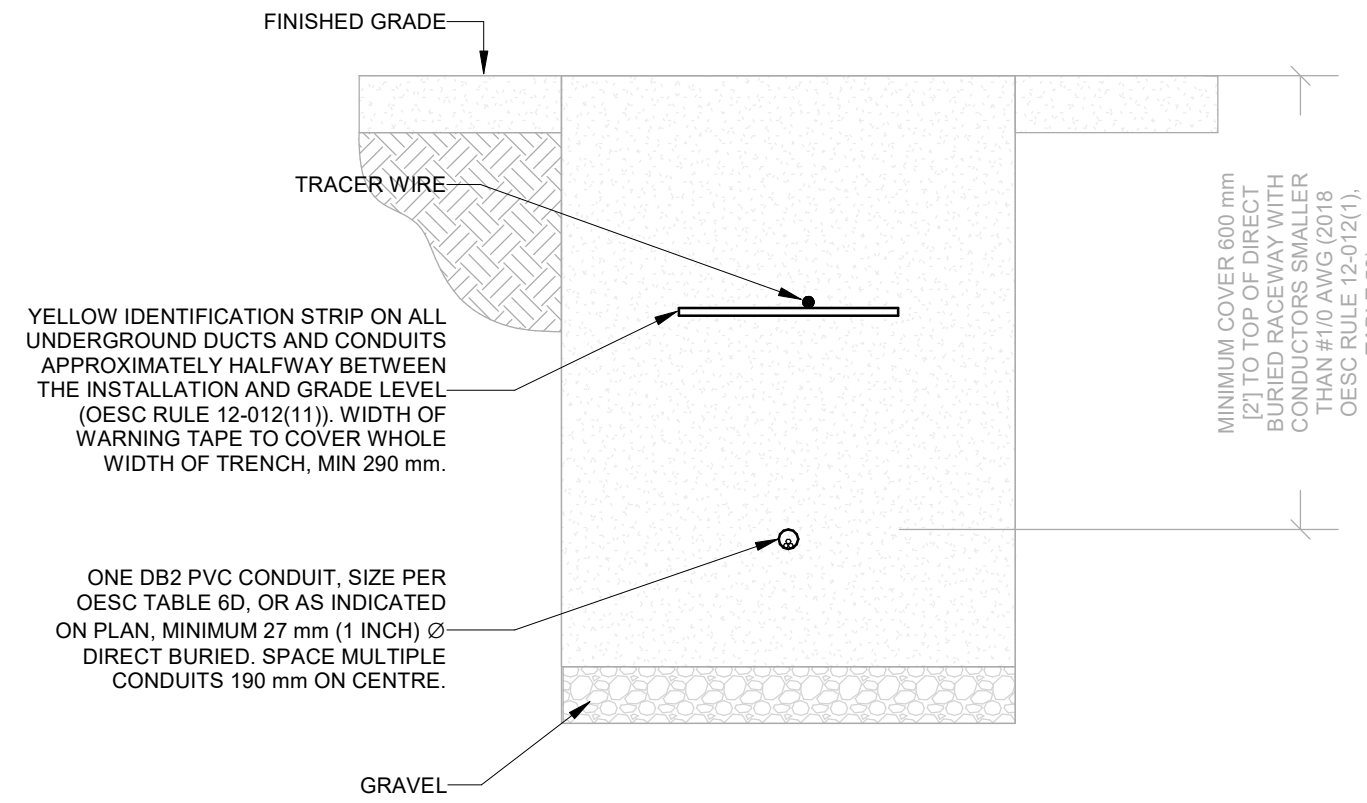 FINISHED GRADE
TRACER WIRE
YELLOW IDENTIFICATION STRIP ON ALL
UNDERGROUND DUCTS AND CONDUITS
APPROXIMATELY HALFWAY BETWEEN
THE INSTALLATION AND GRADE LEVEL
(OESC RULE 12-012(11)). WIDTH OF
WARNING TAPE TO COVER WHOLE
WIDTH OF TRENCH, MIN 290 mm.
ONE DB2 PVC CONDUIT, SIZE PER
OESC TABLE 6D, OR AS INDICATED
ON PLAN, MINIMUM 27 mm (1 INCH) Ø
DIRECT BURIED. SPACE MULTIPLE
CONDUITS 190 mm ON CENTRE.
GRAVEL
MINIMUM COVER 600 mm
[2'] TO TOP OF DIRECT
BURIED RACEWAY WITH
CONDUCTORS SMALLER
THAN #1/0 AWG (2018
OESC RULE 12-012(1),